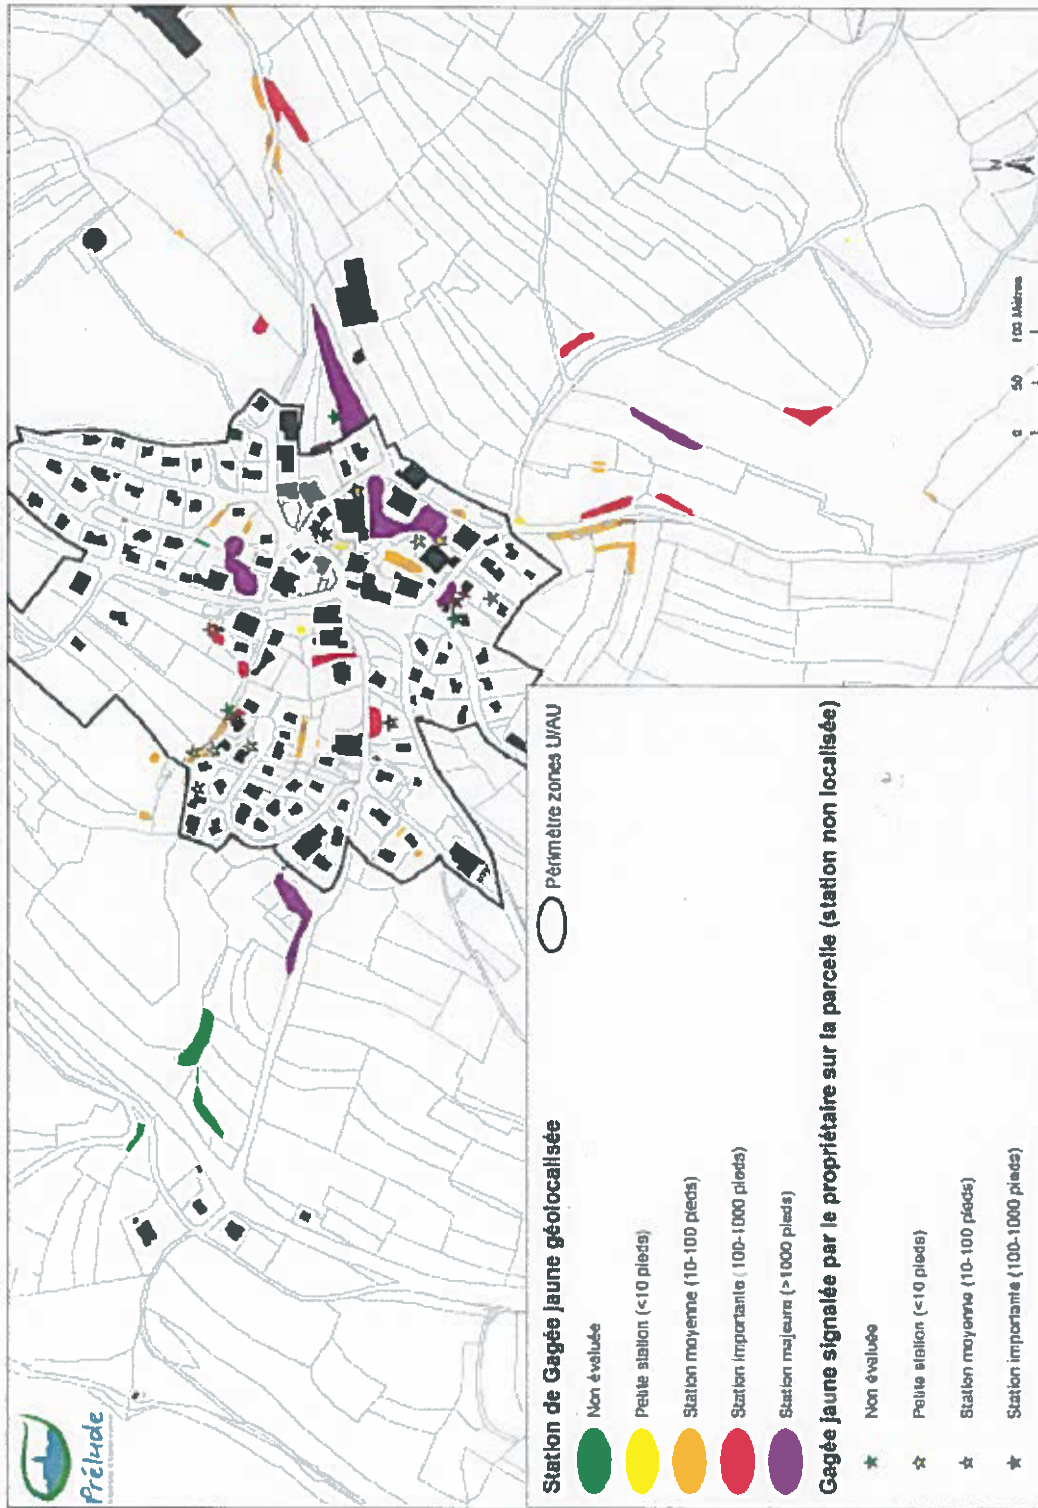 Prélude
Station de Gagée jaune géolocalisée
Non évaluée
Petite station (<10 pieds)
Station moyenne (10-100 pieds)
Station importante (100-1000 pieds)
Station majeure (>1000 pieds)
Périmètre zones U/AU
Gagée jaune signalée par le propriétaire sur la parcelle (station non localisée)
Non évaluée
Petite station (<10 pieds)
Station moyenne (10-100 pieds)
Station importante (100-1000 pieds)
0 50 100 Mètres
N